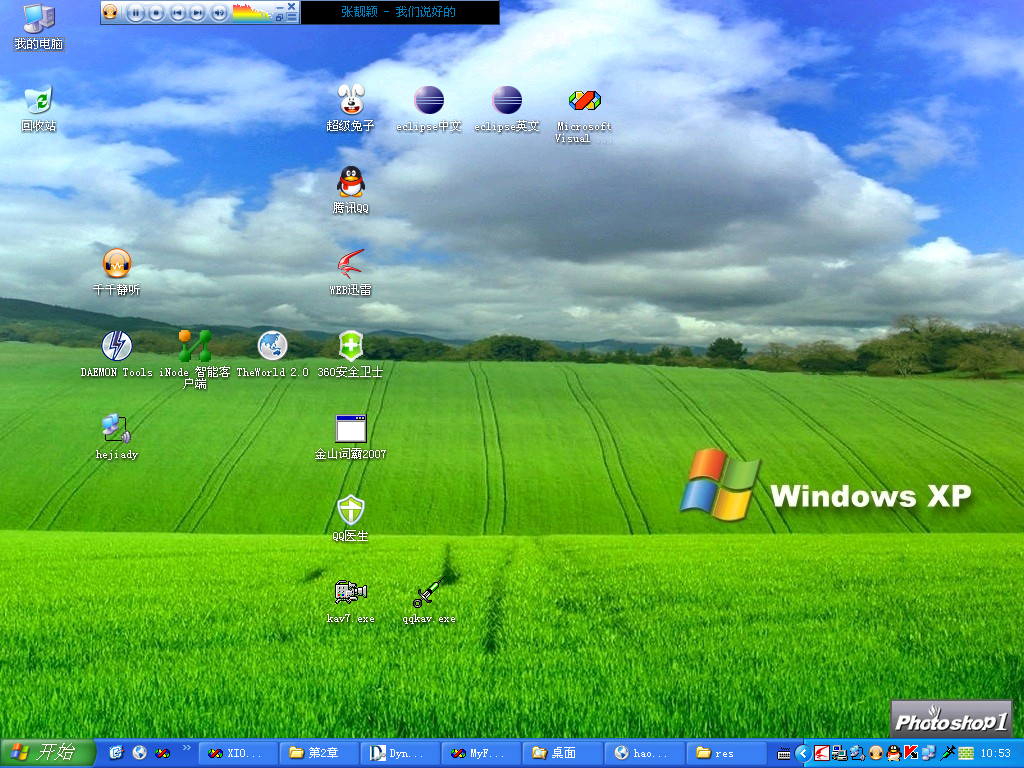 张靓颖 - 我们说好的
我的电脑
回收站
超级兔子
eclipse中文
eclipse英文
Microsoft
Visual ...
腾讯QQ
千千静听
WEB迅雷
DAEMON Tools
iNode 智能客
户端
TheWorld 2.0
360安全卫士
hejiady
金山词霸2007
Windows XP
QQ医生
kav7.exe
qqkav.exe
Photoshop1
开始
XIO...
第2章
Dyn...
MyF...
桌面
hao...
res
10:53